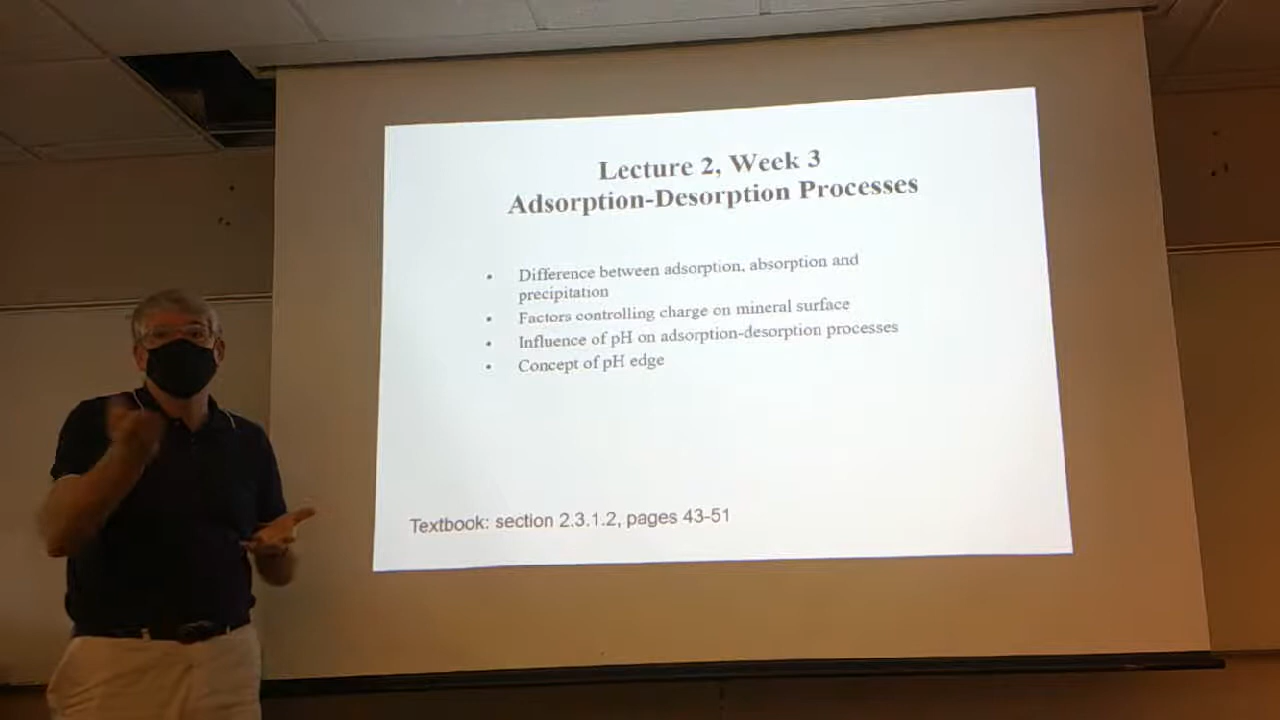 Lecture 2, Week 3
Adsorption-Desorption Processes
• Difference between adsorption, absorption and
precipitation
• Factors controlling charge on mineral surface
• Influence of pH on adsorption-desorption processes
• Concept of pH edge
Textbook: section 2.3.1.2, pages 43-51